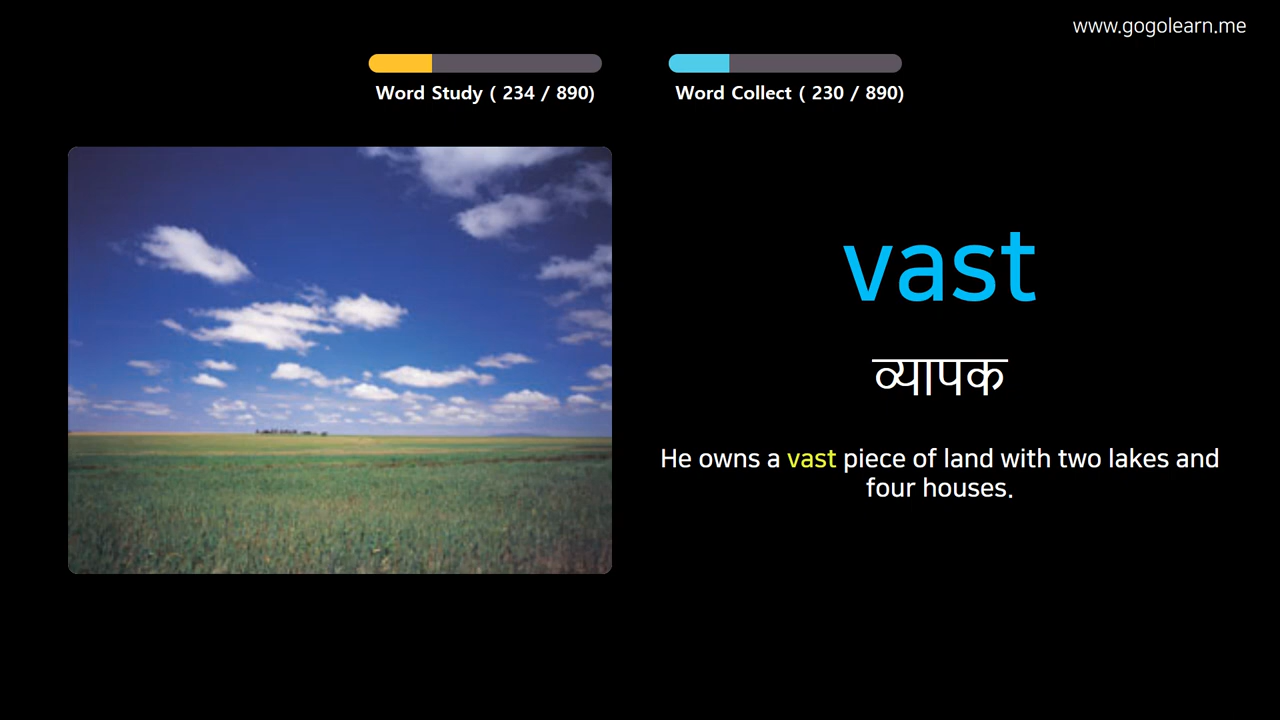 www.gogolearn.me
Word Study ( 234 / 890)
Word Collect ( 230 / 890)
vast
व्यापक
He owns a vast piece of land with two lakes and
four houses.